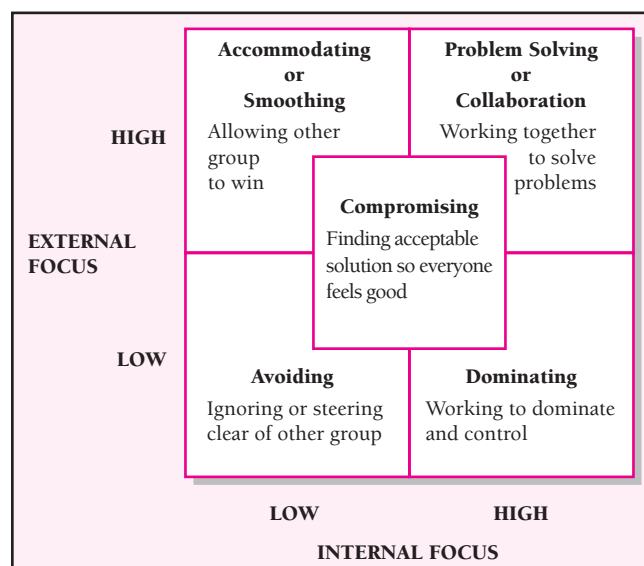 Accommodating
or
Smoothing
Allowing other
group
to win
Problem Solving
or
Collaboration
Working together
to solve
problems
HIGH
Compromising
Finding acceptable
solution so everyone
feels good
EXTERNAL
FOCUS
LOW
Avoiding
Ignoring or steering
clear of other group
Dominating
Working to dominate
and control
LOW
HIGH
INTERNAL FOCUS